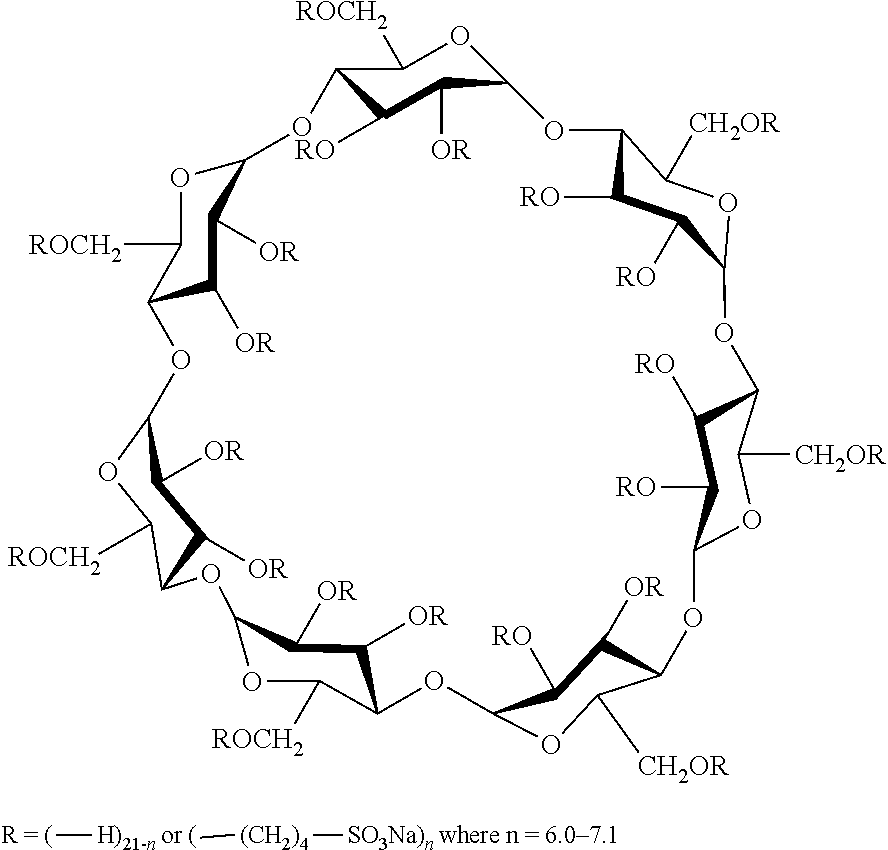 ROCH₂
O
O
RO
OR
O
CH₂OR
RO
O
RO
O
O
ROCH₂
OR
OR
O
O
RO
RO
CH₂OR
O
OR
O
ROCH₂
OR
O
OR
OR
OR
RO
O
O
O
ROCH₂
O
CH₂OR
R = ( — H)₂₁₋ₙ or ( — (CH₂)₄ — SO₃Na)ₙ where n = 6.0–7.1